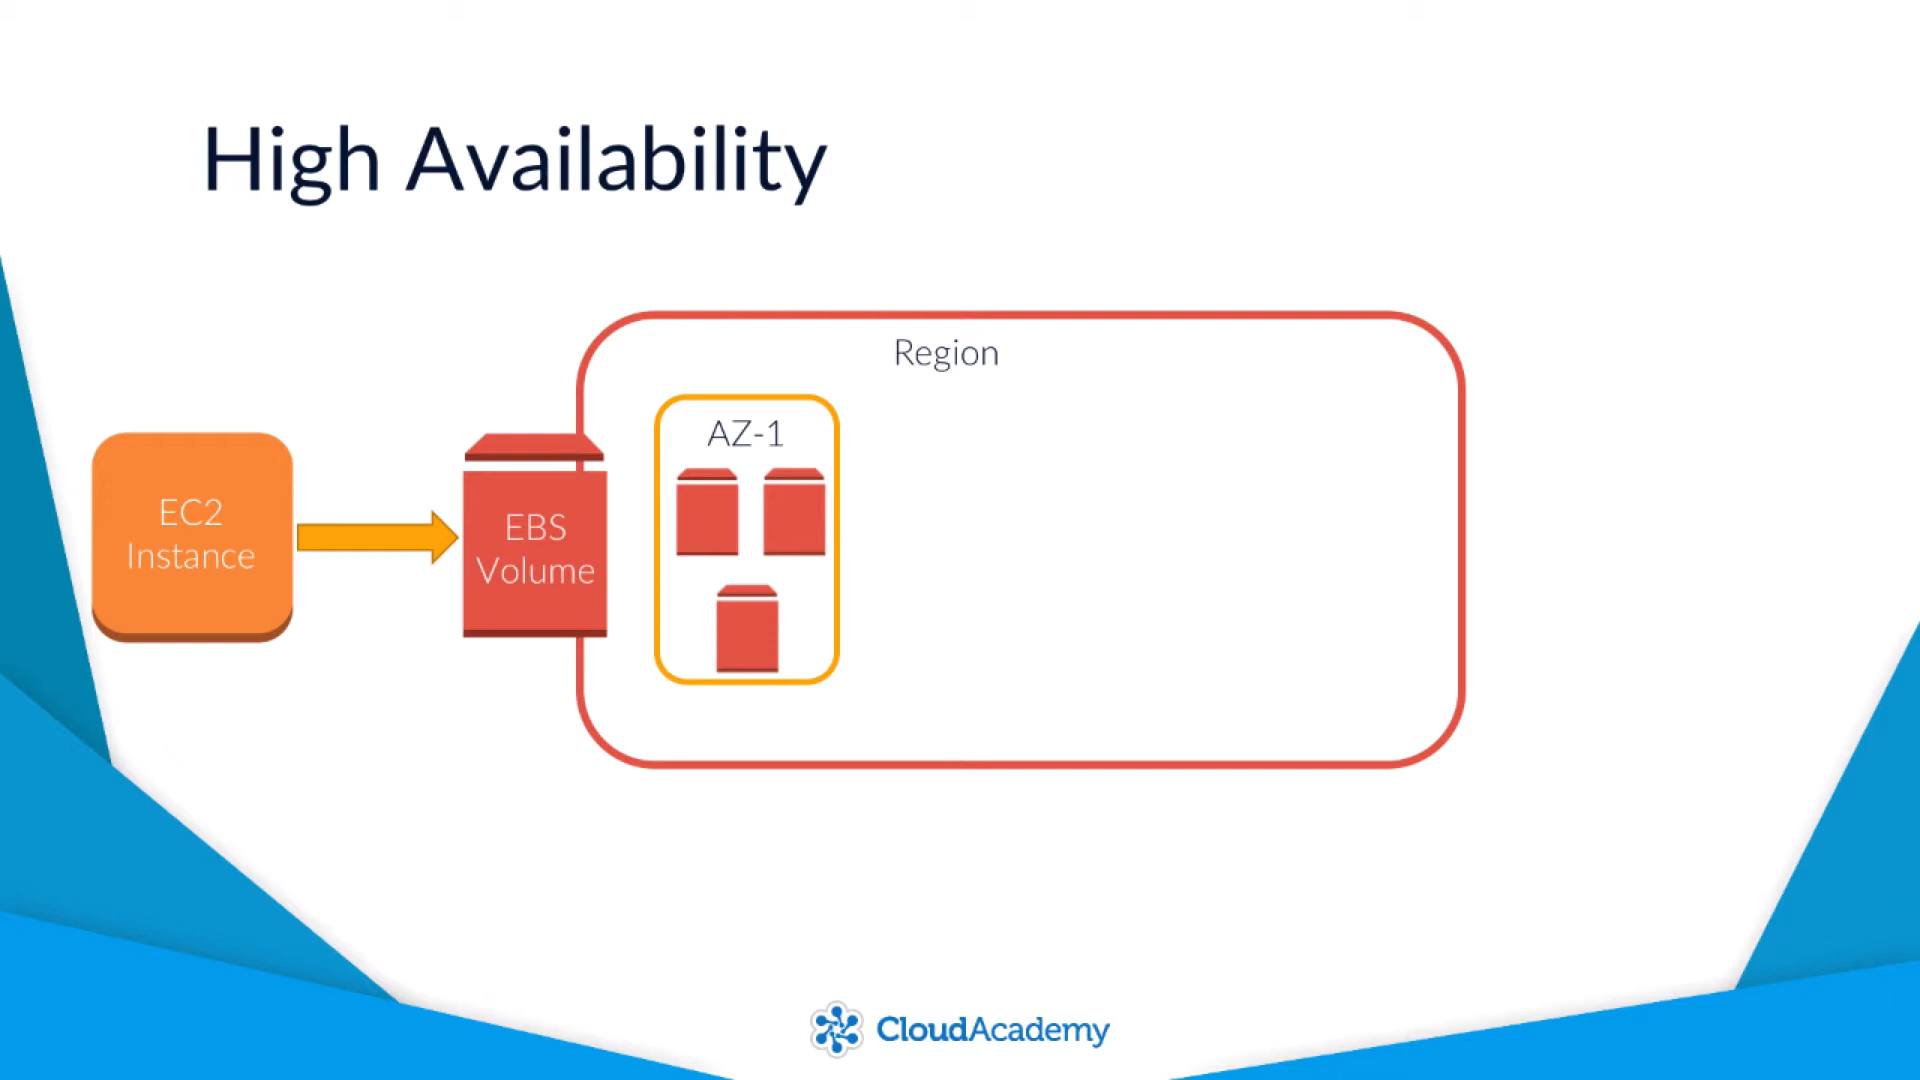 High Availability
Region
AZ-1
EC2
Instance
EBS
Volume
CloudAcademy